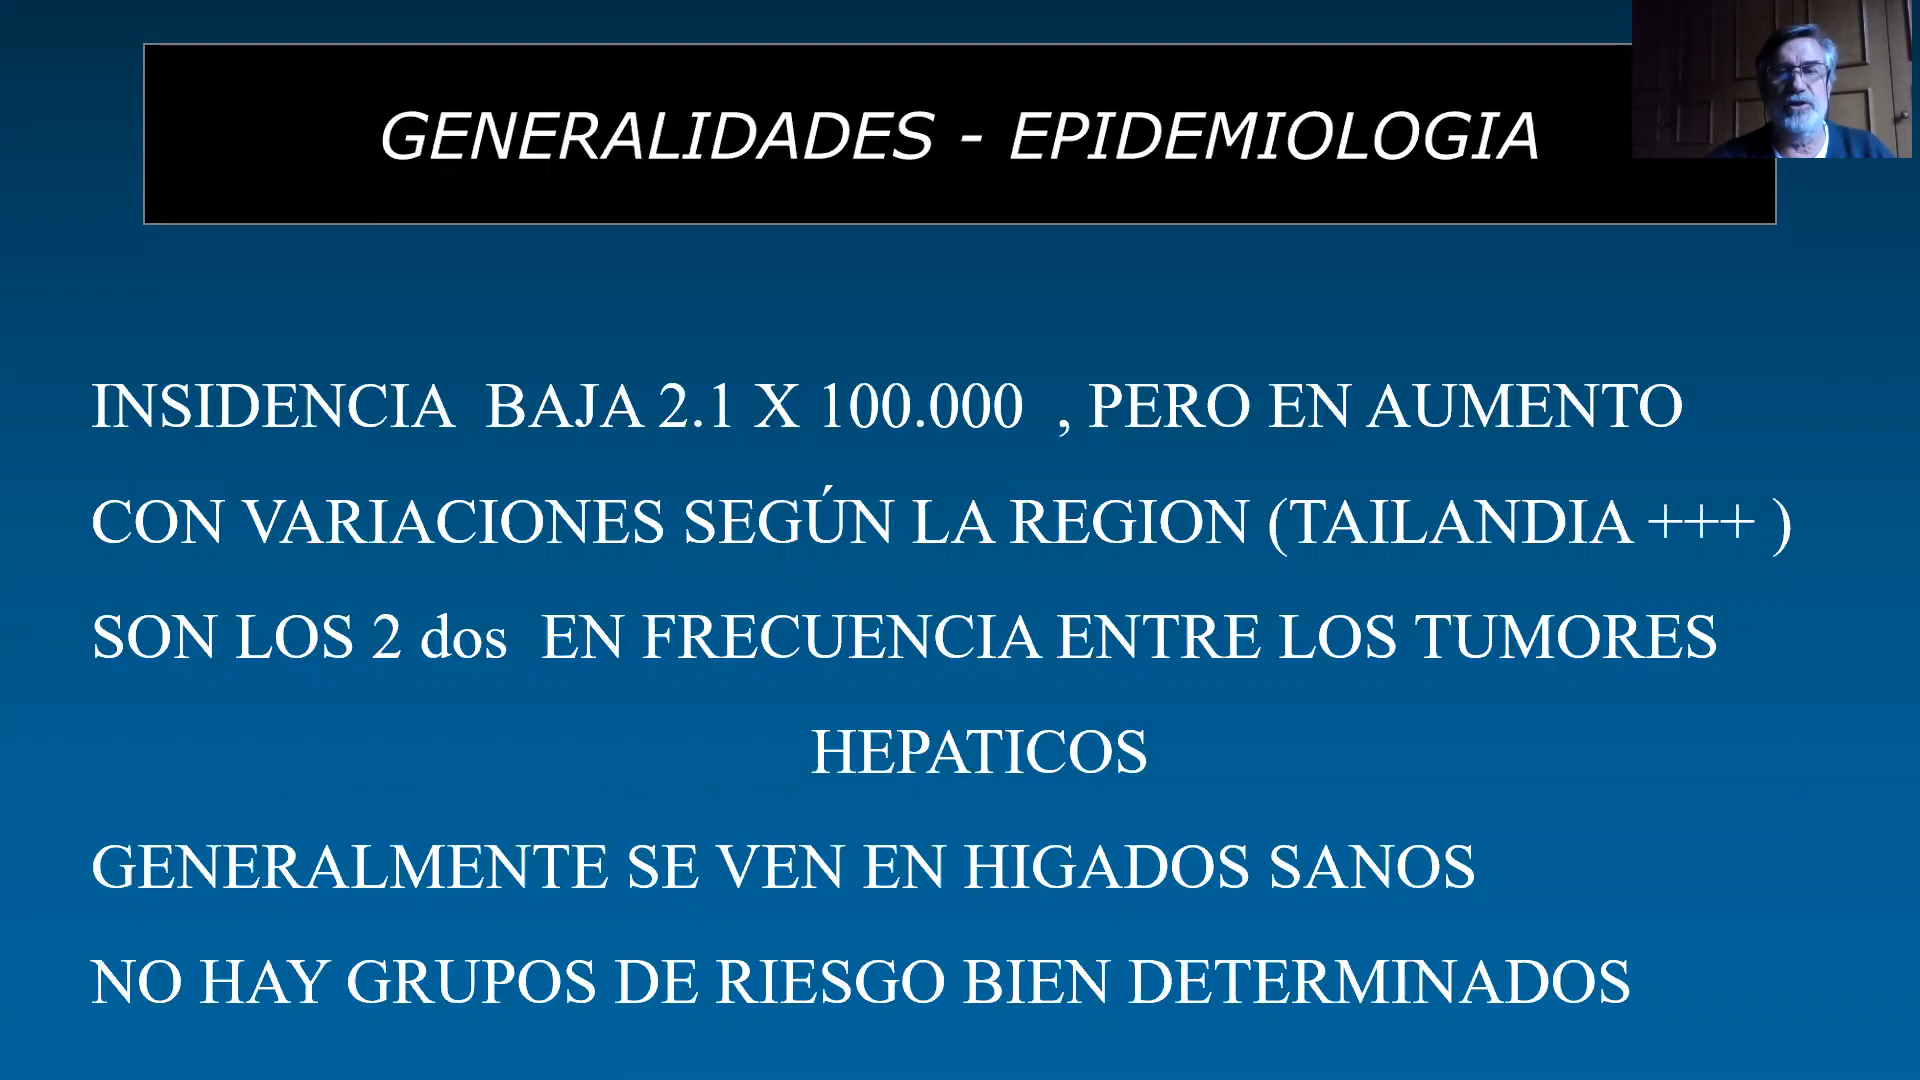 GENERALIDADES - EPIDEMIOLOGIA
INSIDENCIA BAJA 2.1 X 100.000 , PERO EN AUMENTO
CON VARIACIONES SEGÚN LA REGION (TAILANDIA +++ )
SON LOS 2 dos EN FRECUENCIA ENTRE LOS TUMORES
HEPATICOS
GENERALMENTE SE VEN EN HIGADOS SANOS
NO HAY GRUPOS DE RIESGO BIEN DETERMINADOS